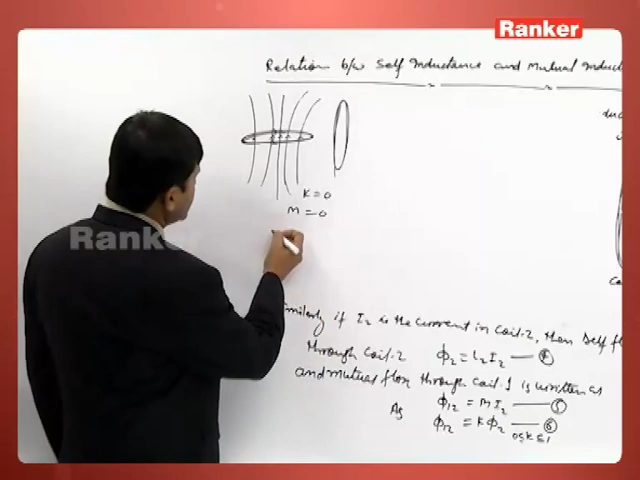 Ranker
Relation b/w Self Inductance and Mutual Induct
K = 0
M = 0
Ranker
imilarly if I2 is the current in coil-2, then Self fl
through Coil-2 ϕ2 = L2 I2 — ④
and mutual flux through coil-1 is written as
ϕ12 = M I2 — ⑤
As ϕ12 = K ϕ2 — ⑥
0≤K≤1